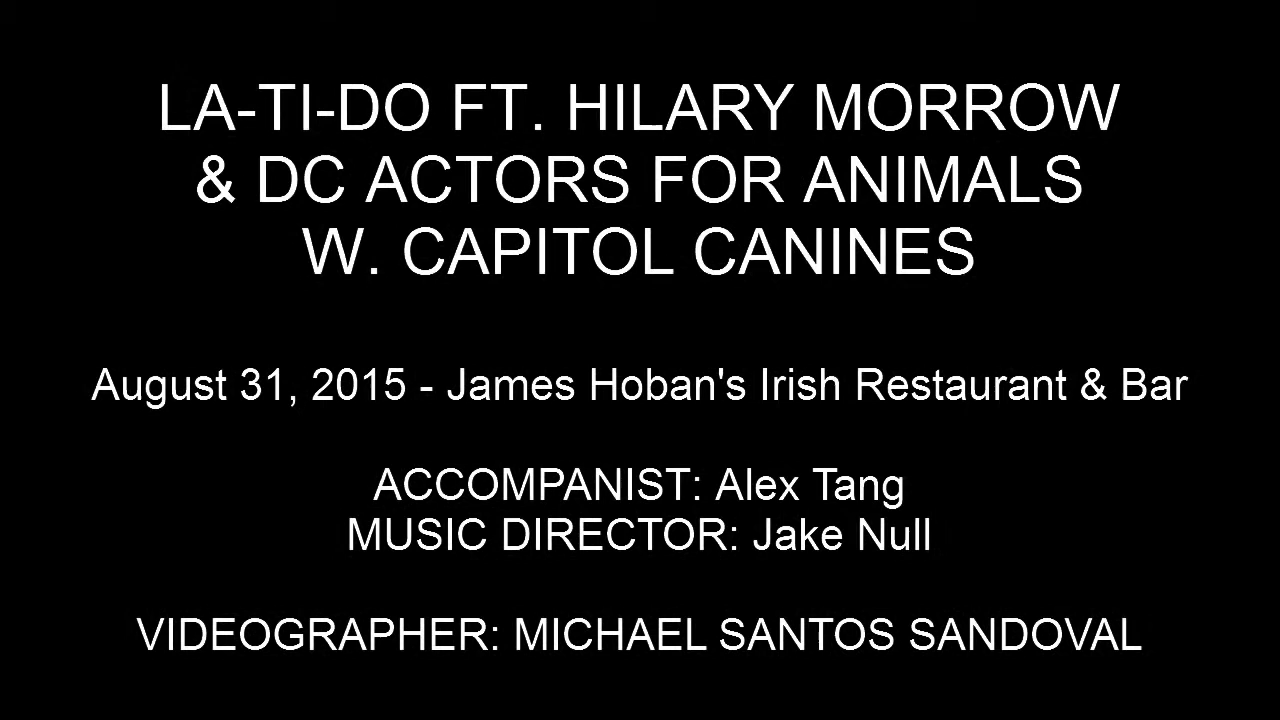 LA-TI-DO FT. HILARY MORROW
& DC ACTORS FOR ANIMALS
W. CAPITOL CANINES
August 31, 2015 - James Hoban's Irish Restaurant & Bar
ACCOMPANIST: Alex Tang
MUSIC DIRECTOR: Jake Null
VIDEOGRAPHER: MICHAEL SANTOS SANDOVAL